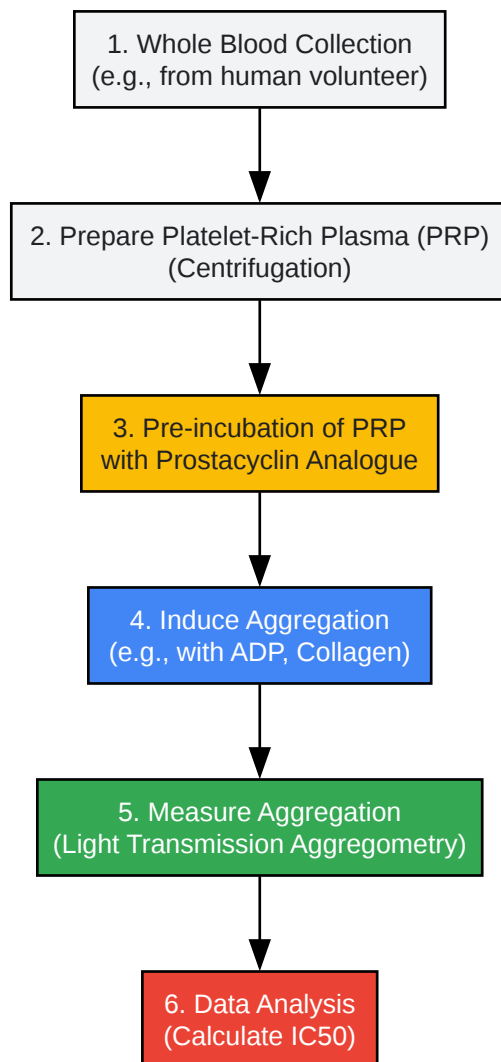 1. Whole Blood Collection
(e.g., from human volunteer)
2. Prepare Platelet-Rich Plasma (PRP)
(Centrifugation)
3. Pre-incubation of PRP
with Prostacyclin Analogue
4. Induce Aggregation
(e.g., with ADP, Collagen)
5. Measure Aggregation
(Light Transmission Aggregometry)
6. Data Analysis
(Calculate IC50)